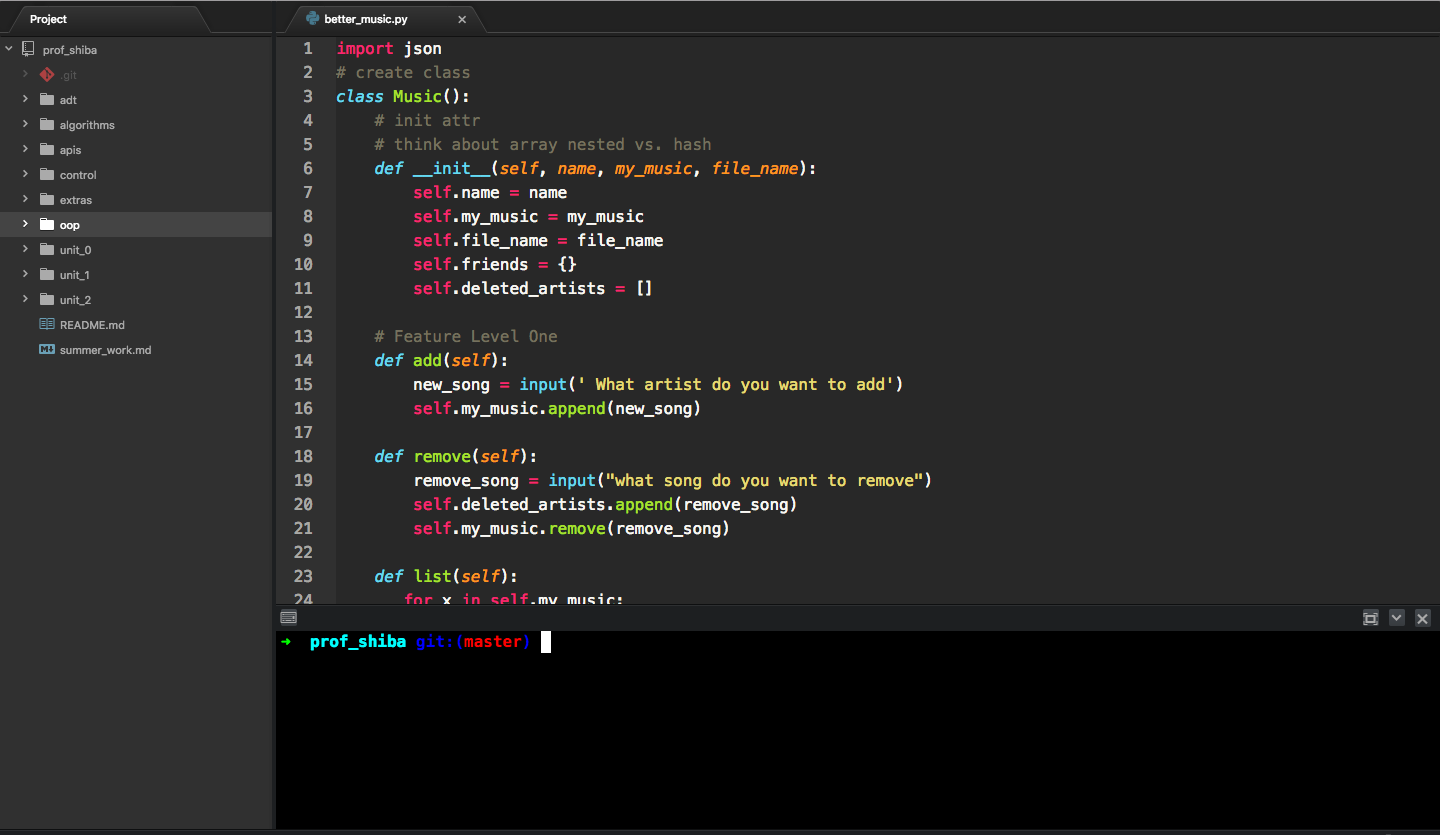 Project
prof_shiba
.git
adt
algorithms
apis
control
extras
oop
unit_0
unit_1
unit_2
README.md
summer_work.md
better_music.py
1 import json
2 # create class
3 class Music():
4     # init attr
5     # think about array nested vs. hash
6     def __init__(self, name, my_music, file_name):
7         self.name = name
8         self.my_music = my_music
9         self.file_name = file_name
10         self.friends = {}
11         self.deleted_artists = []
12
13     # Feature Level One
14     def add(self):
15         new_song = input(' What artist do you want to add')
16         self.my_music.append(new_song)
17
18     def remove(self):
19         remove_song = input("what song do you want to remove")
20         self.deleted_artists.append(remove_song)
21         self.my_music.remove(remove_song)
22
23     def list(self):
24        for x in self.my_music:
➜  prof_shiba git:(master)